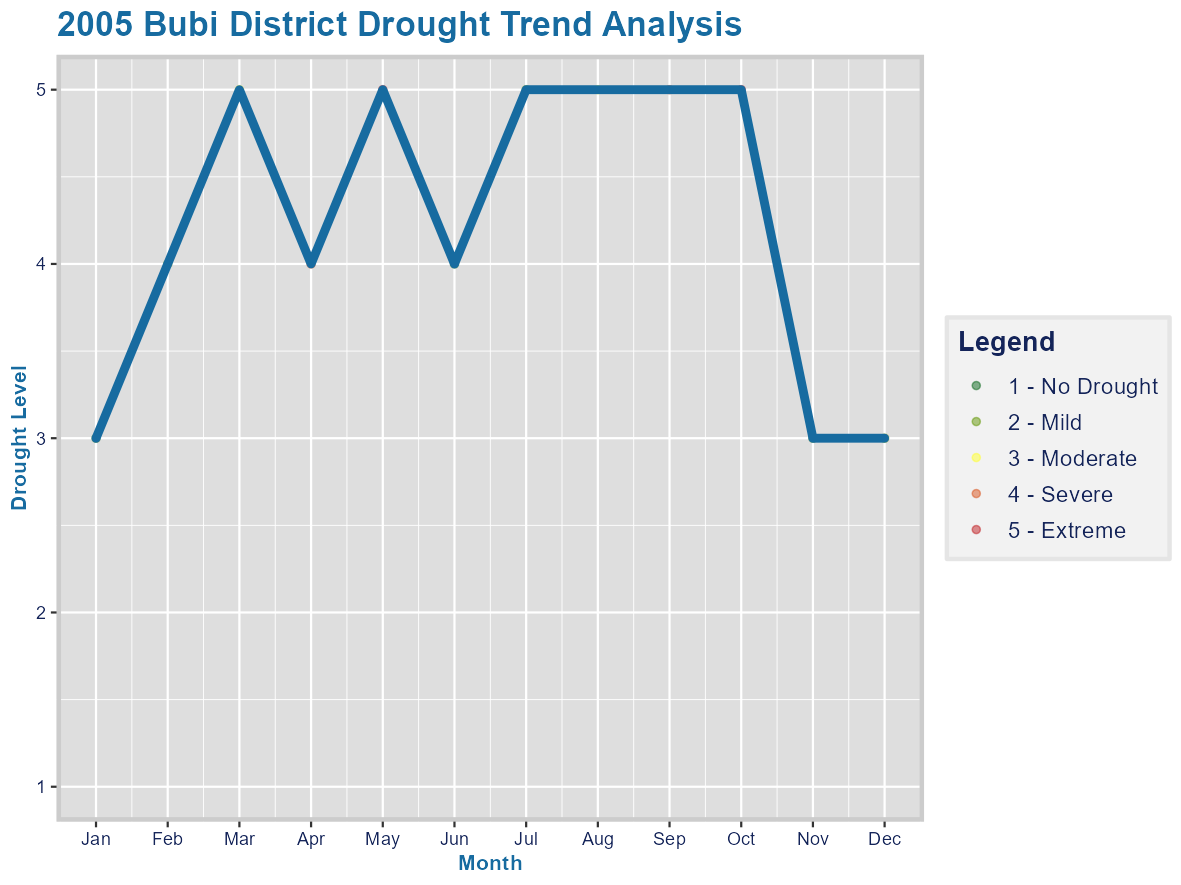 2005 Bubi District Drought Trend Analysis
Drought Level
5
4
3
2
1
Jan Feb Mar Apr May Jun Jul Aug Sep Oct Nov Dec
Month
Legend
1 - No Drought
2 - Mild
3 - Moderate
4 - Severe
5 - Extreme